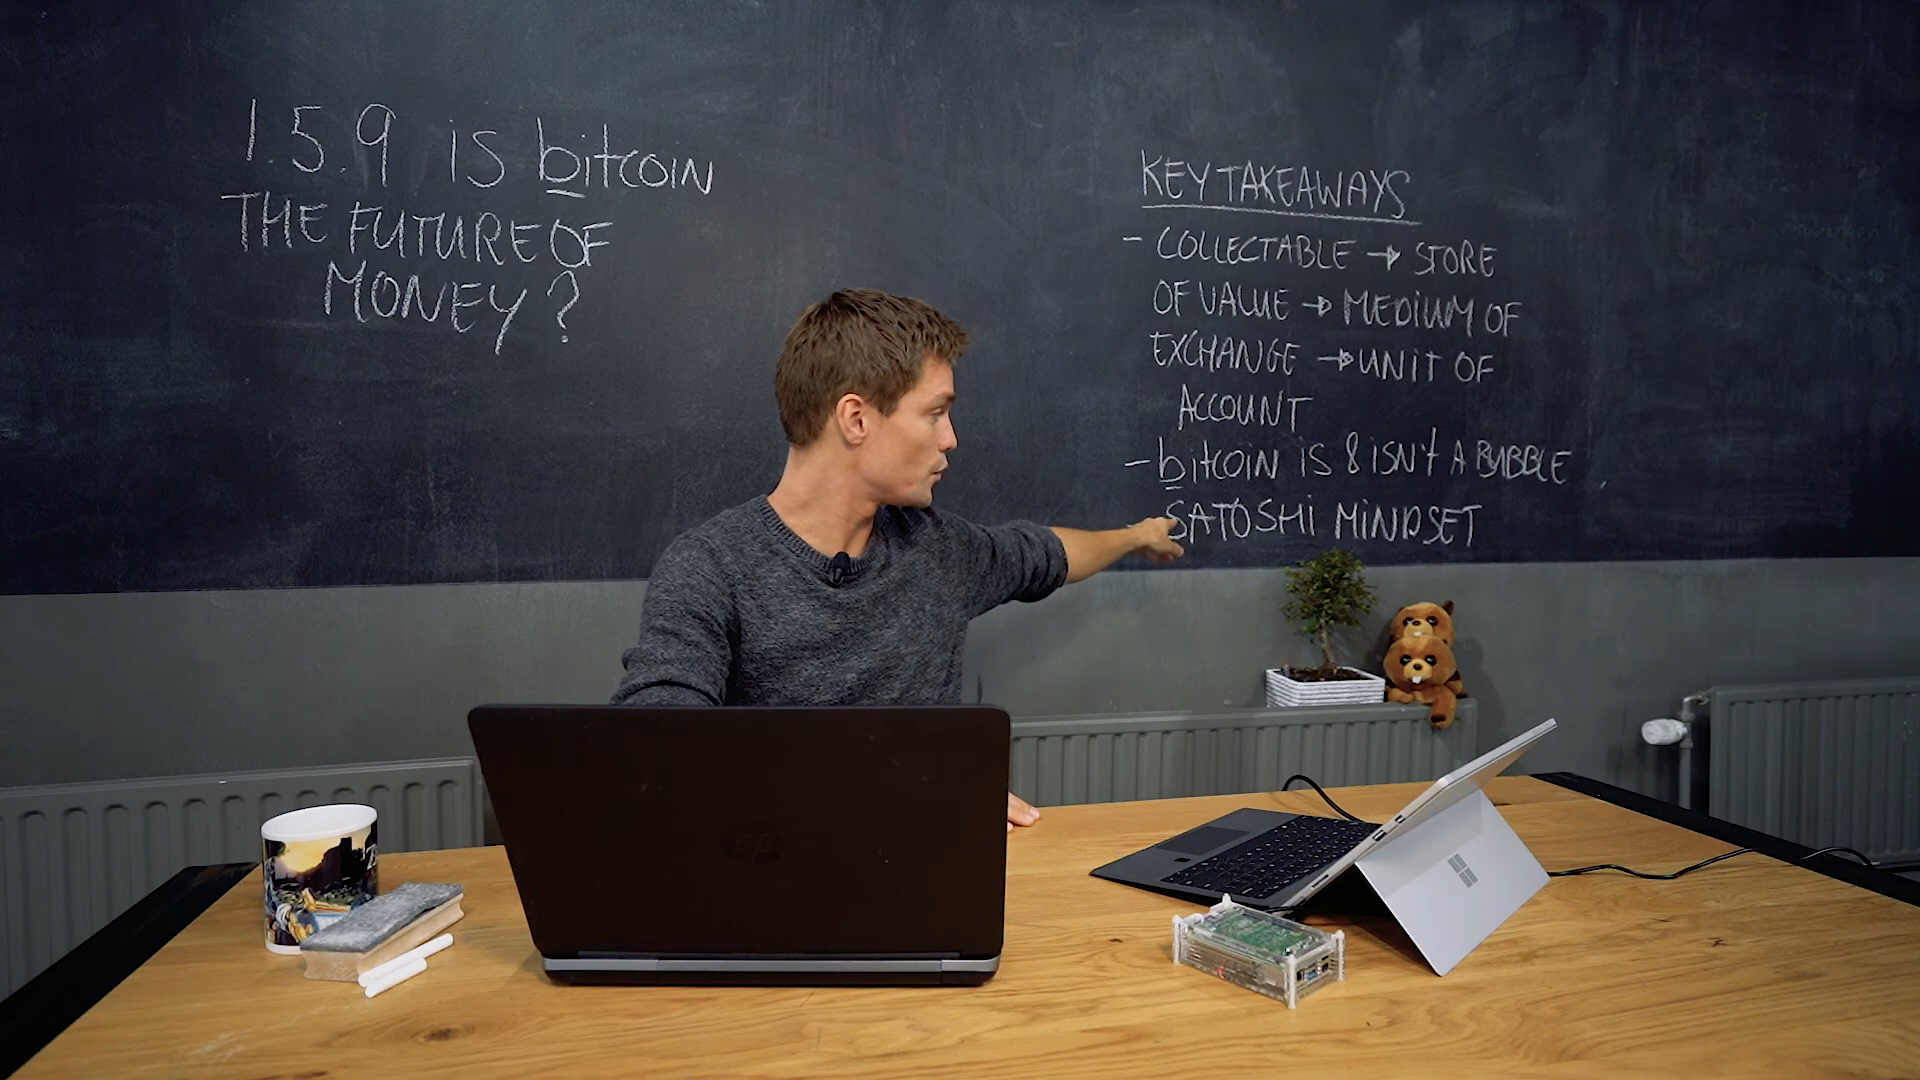 1.5.9 is bitcoin
THE FUTURE OF
MONEY?
KEY TAKEAWAYS
- COLLECTABLE → STORE
OF VALUE → MEDIUM OF
EXCHANGE → UNIT OF
ACCOUNT
- bitcoin is & isn't A BUBBLE
SATOSHI MINDSET
hp